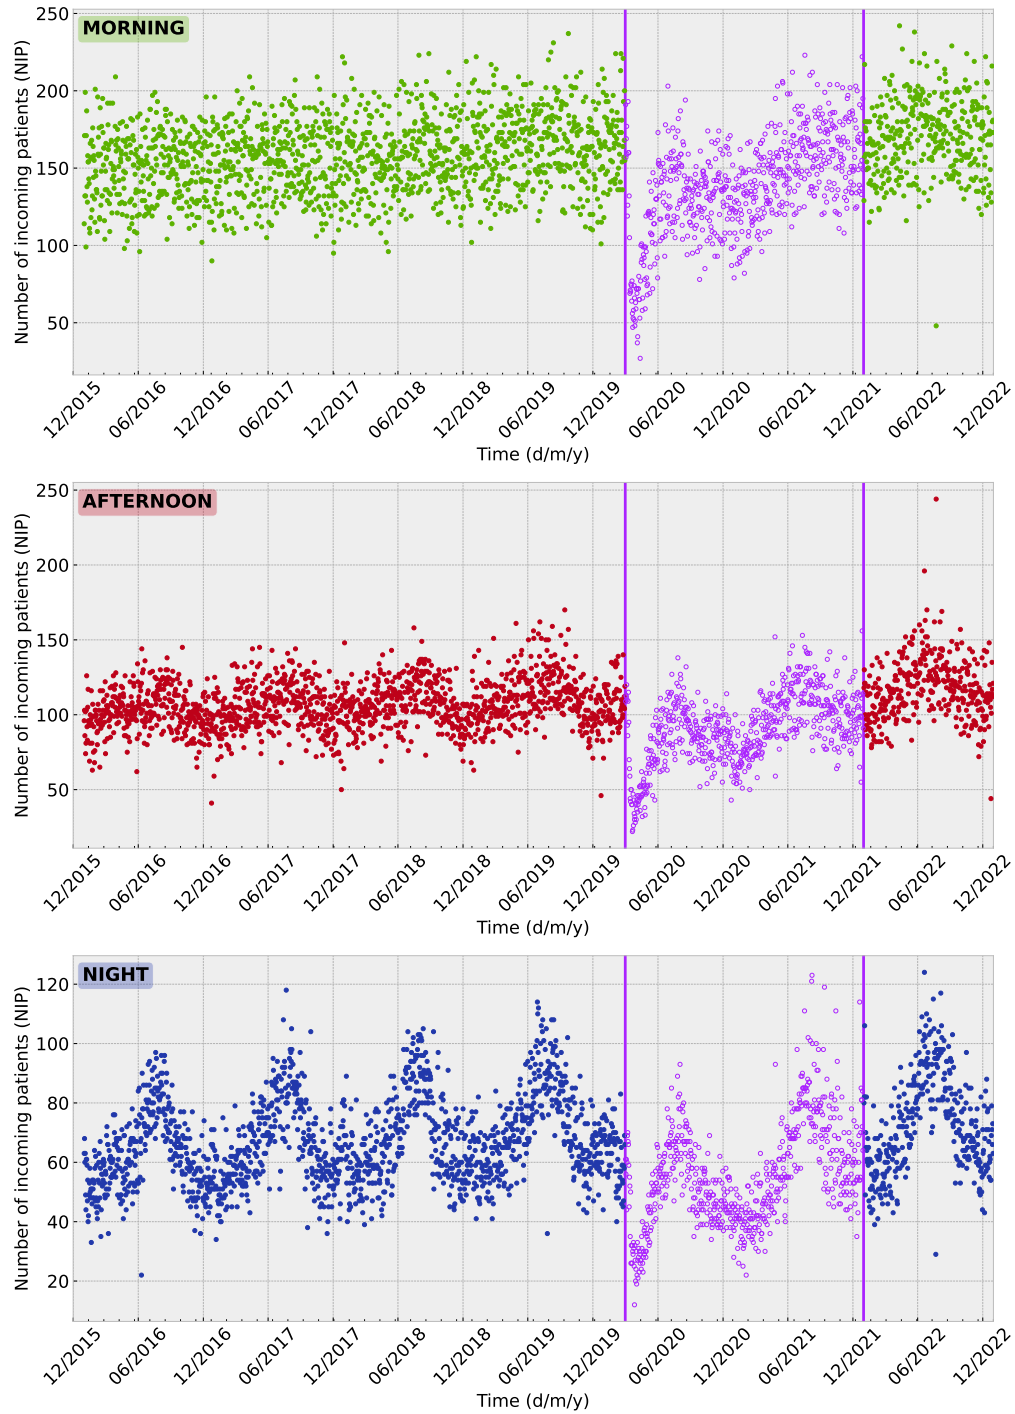 MORNING
Number of incoming patients (NIP)
250
200
150
100
50
12/2015 06/2016 12/2016 06/2017 12/2017 06/2018 12/2018 06/2019 12/2019 06/2020 12/2020 06/2021 12/2021 06/2022 12/2022
Time (d/m/y)
AFTERNOON
Number of incoming patients (NIP)
250
200
150
100
50
12/2015 06/2016 12/2016 06/2017 12/2017 06/2018 12/2018 06/2019 12/2019 06/2020 12/2020 06/2021 12/2021 06/2022 12/2022
Time (d/m/y)
NIGHT
Number of incoming patients (NIP)
120
100
80
60
40
20
12/2015 06/2016 12/2016 06/2017 12/2017 06/2018 12/2018 06/2019 12/2019 06/2020 12/2020 06/2021 12/2021 06/2022 12/2022
Time (d/m/y)